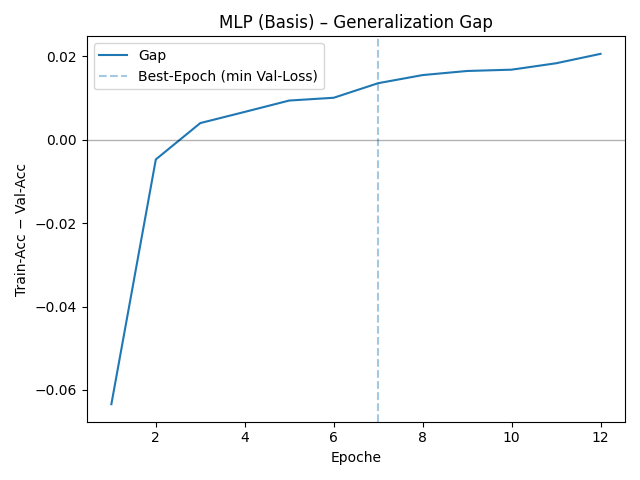 MLP (Basis) – Generalization Gap
Gap
Best-Epoch (min Val-Loss)
Train-Acc − Val-Acc
0.02
0.00
−0.02
−0.04
−0.06
2 4 6 8 10 12
Epoche